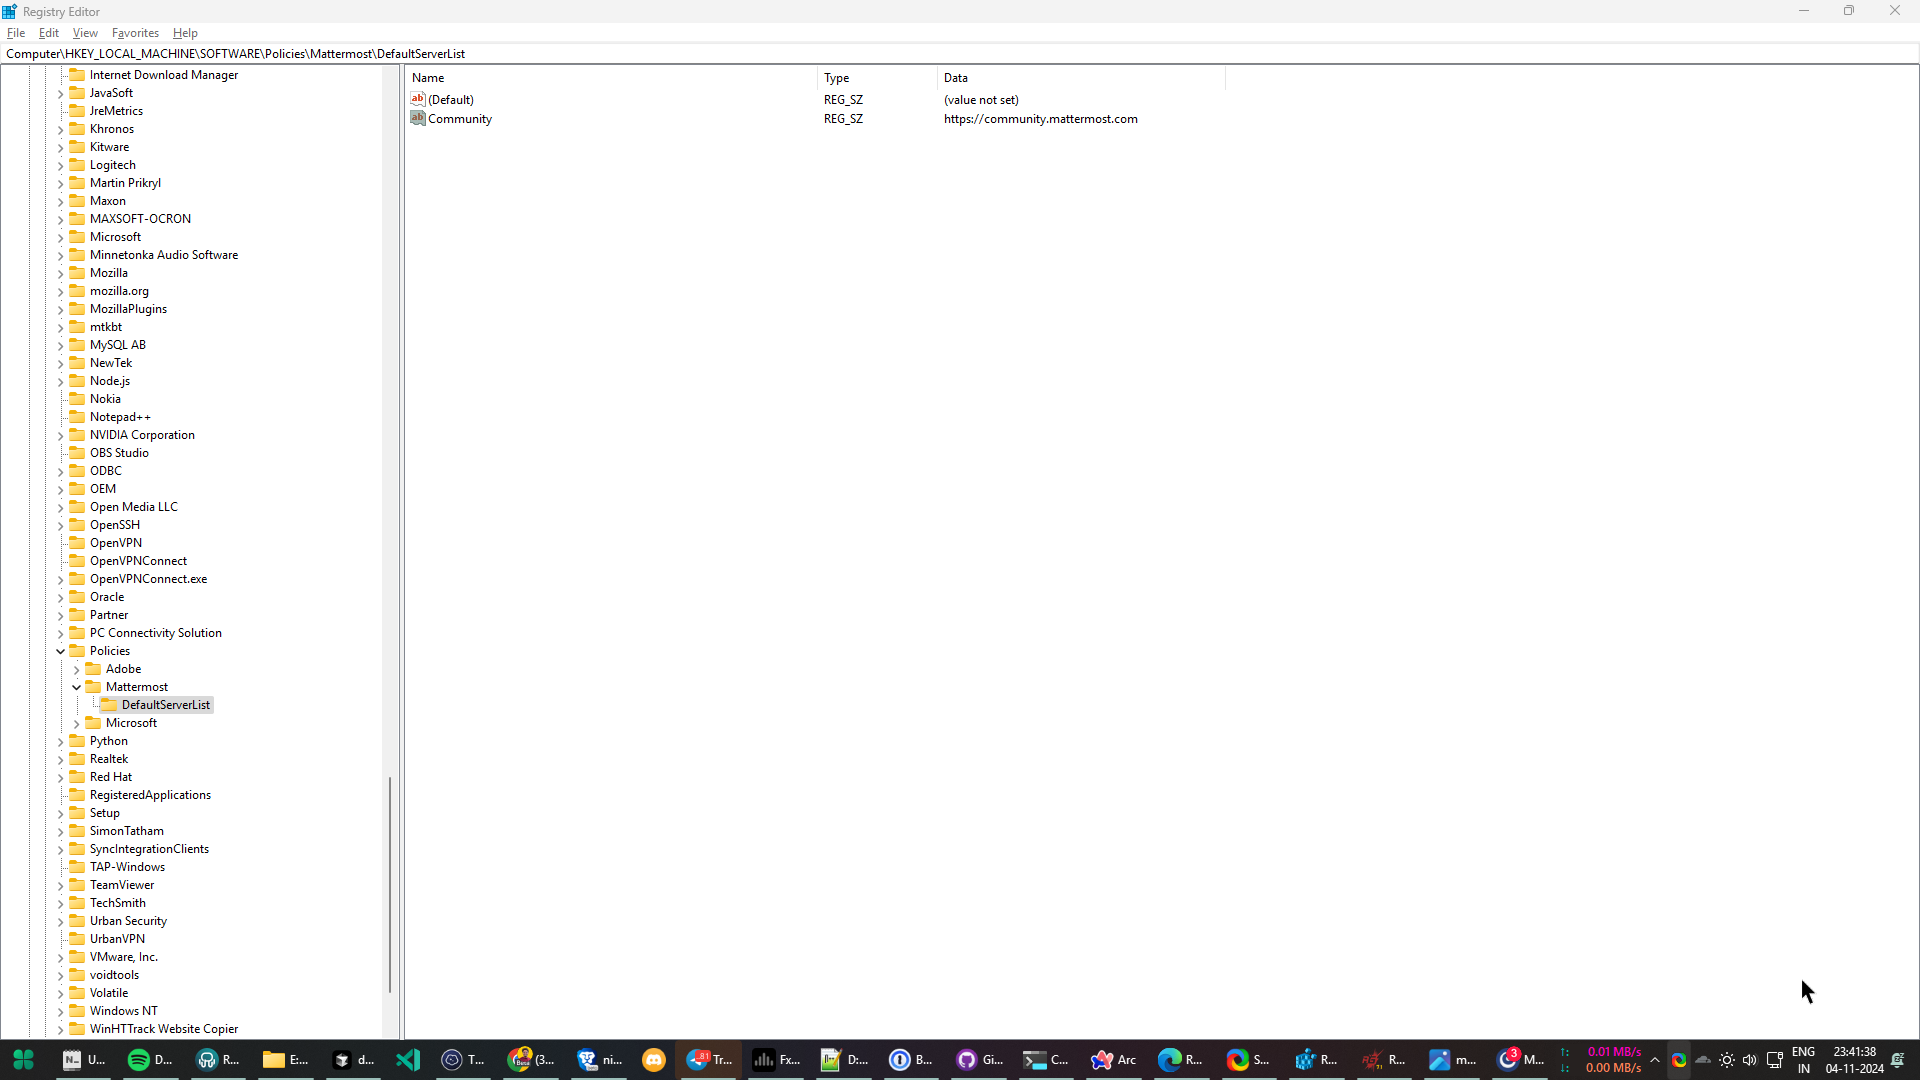 Registry Editor
File Edit View Favorites Help
Computer\HKEY_LOCAL_MACHINE\SOFTWARE\Policies\Mattermost\DefaultServerList
Name Type Data
(Default) REG_SZ (value not set)
Community REG_SZ https://community.mattermost.com
Internet Download Manager
JavaSoft
JreMetrics
Khronos
Kitware
Logitech
Martin Prikryl
Maxon
MAXSOFT-OCRON
Microsoft
Minnetonka Audio Software
Mozilla
mozilla.org
MozillaPlugins
mtkbt
MySQL AB
NewTek
Node.js
Nokia
Notepad++
NVIDIA Corporation
OBS Studio
ODBC
OEM
Open Media LLC
OpenSSH
OpenVPN
OpenVPNConnect
OpenVPNConnect.exe
Oracle
Partner
PC Connectivity Solution
Policies
Adobe
Mattermost
DefaultServerList
Microsoft
Python
Realtek
Red Hat
RegisteredApplications
Setup
SimonTatham
SyncIntegrationClients
TAP-Windows
TeamViewer
TechSmith
Urban Security
UrbanVPN
VMware, Inc.
voidtools
Volatile
Windows NT
WinHTTrack Website Copier
U... D... R... E:... d... T... (3... ni... 81 Tr... Fx... D:... B... Gi... C... Arc R... S... R... R... m... 3 M...
0.01 MB/s
0.00 MB/s
ENG
IN
23:41:38
04-11-2024